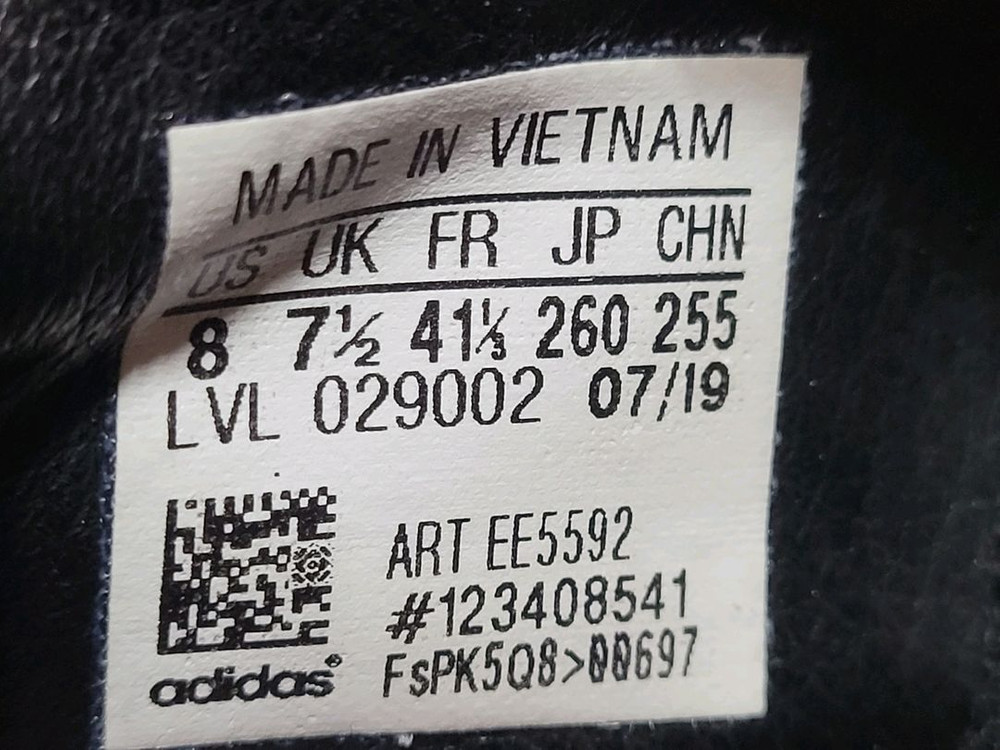 MADE IN VIETNAM
US UK FR JP CHN
8 7½ 41⅓ 260 255
LVL 029002 07/19
ART EE5592
#123408541
adidas®
FsPK5Q8>00697